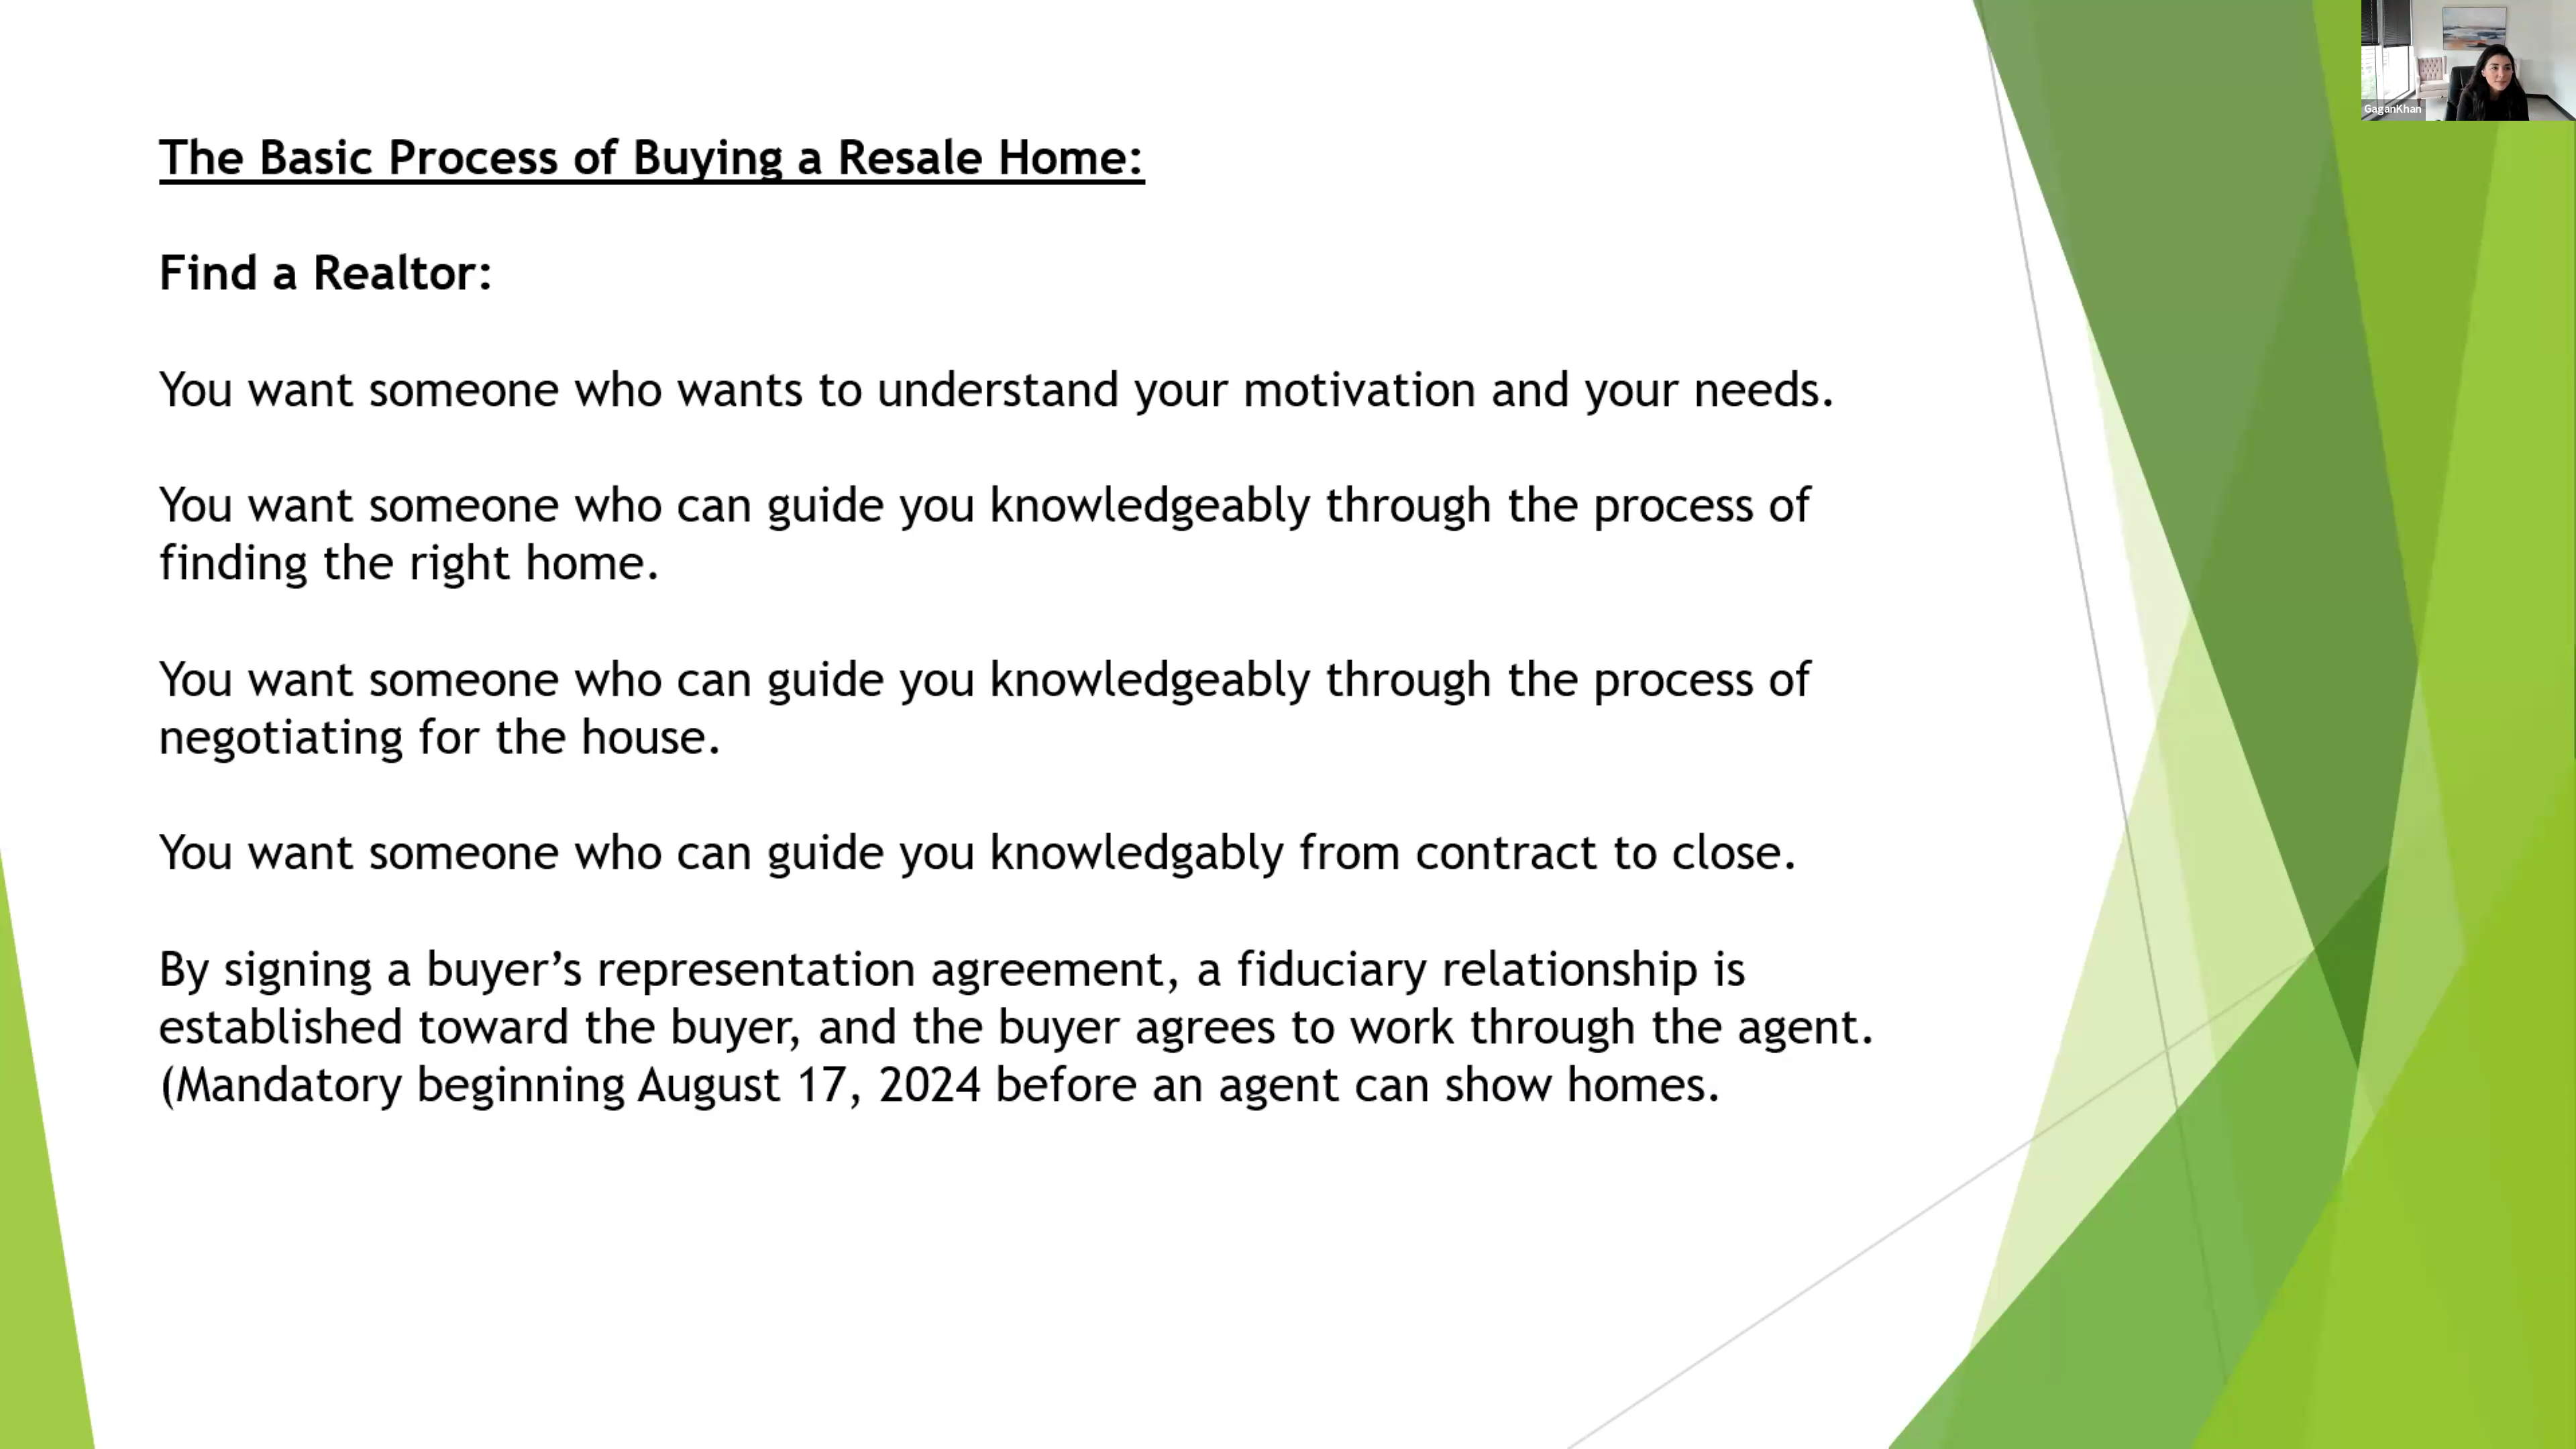 The Basic Process of Buying a Resale Home:
Find a Realtor:
You want someone who wants to understand your motivation and your needs.
You want someone who can guide you knowledgeably through the process of
finding the right home.
You want someone who can guide you knowledgeably through the process of
negotiating for the house.
You want someone who can guide you knowledgably from contract to close.
By signing a buyer’s representation agreement, a fiduciary relationship is
established toward the buyer, and the buyer agrees to work through the agent.
(Mandatory beginning August 17, 2024 before an agent can show homes.
GaganKhan